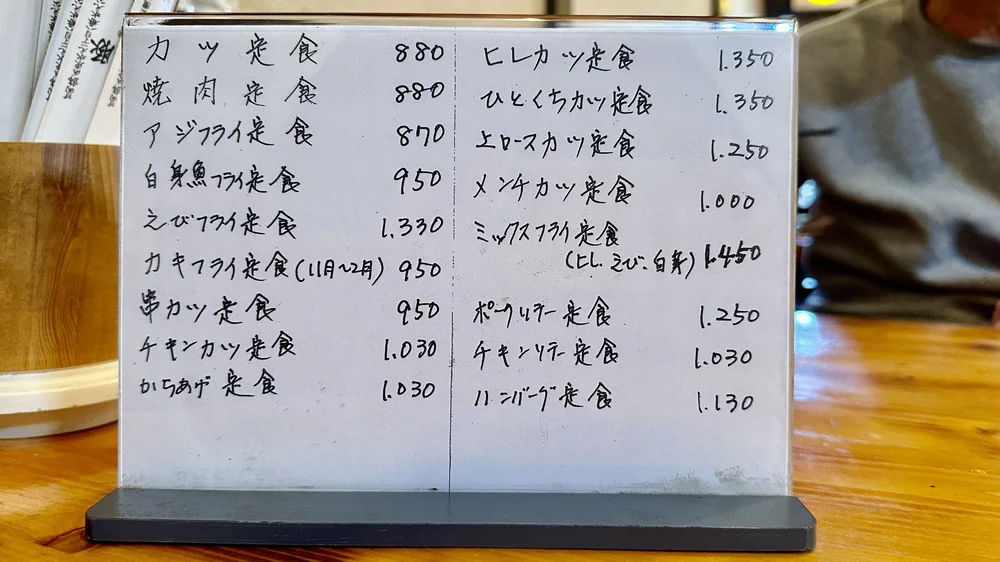 カツ定食 880
焼肉定食 880
アジフライ定食 870
白身魚フライ定食 950
えびフライ定食 1.330
カキフライ定食(11月~2月) 950
串カツ定食 950
チキンカツ定食 1.030
からあげ定食 1.030
ヒレカツ定食 1.350
ひとくちカツ定食 1.350
上ロースカツ定食 1.250
メンチカツ定食 1.000
ミックスフライ定食
(ヒレ、えび、白身) 1.450
ポークソテー定食 1.250
チキンソテー定食 1.030
ハンバーグ定食 1.130